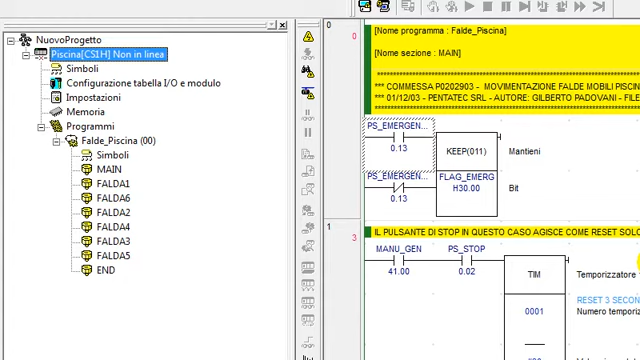 NuovoProgetto
Piscina[CS1H] Non in linea
Simboli
Configurazione tabella I/O e modulo
Impostazioni
Memoria
Programmi
Falde_Piscina (00)
Simboli
MAIN
FALDA1
FALDA6
FALDA2
FALDA4
FALDA3
FALDA5
END
0
0
[Nome programma : Falde_Piscina]
[Nome sezione : MAIN]
*** COMMESSA P0202903 - MOVIMENTAZIONE FALDE MOBILI PISCIN
*** 01/12/03 - PENTATEC SRL - AUTORE: GILBERTO PADOVANI - FILE
PS_EMERGEN...
0.13
KEEP(011)
Mantieni
PS_EMERGEN...
0.13
FLAG_EMERG
H30.00
Bit
1
3
IL PULSANTE DI STOP IN QUESTO CASO AGISCE COME RESET SOLO
MANU_GEN
PS_STOP
41.00
0.02
TIM
Temporizzatore
RESET 3 SECON
0001
Numero temporiz